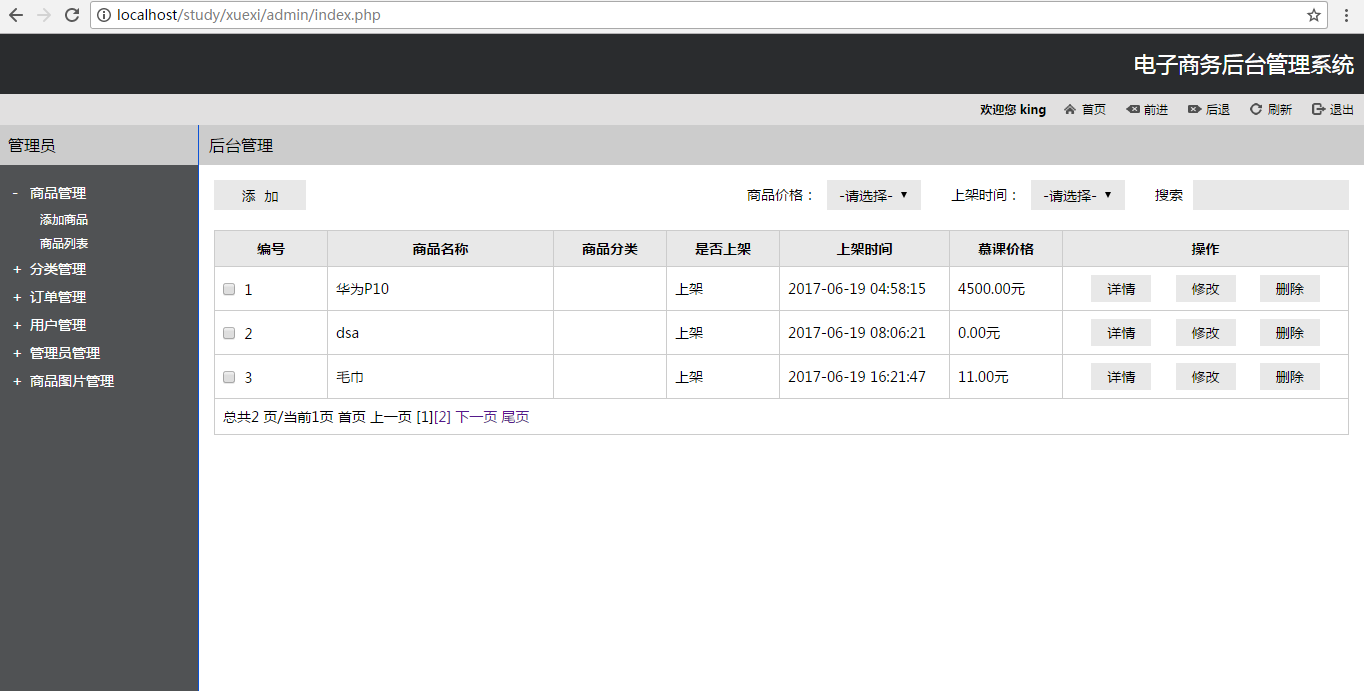 localhost/study/xuexi/admin/index.php
电子商务后台管理系统
欢迎您 king 首页 前进 后退 刷新 退出
管理员
- 商品管理
添加商品
商品列表
+ 分类管理
+ 订单管理
+ 用户管理
+ 管理员管理
+ 商品图片管理
后台管理
添 加 商品价格： -请选择- 上架时间： -请选择- 搜索
编号 商品名称 商品分类 是否上架 上架时间 慕课价格 操作
1 华为P10 上架 2017-06-19 04:58:15 4500.00元 详情 修改 删除
2 dsa 上架 2017-06-19 08:06:21 0.00元 详情 修改 删除
3 毛巾 上架 2017-06-19 16:21:47 11.00元 详情 修改 删除
总共2 页/当前1页 首页 上一页 [1][2] 下一页 尾页